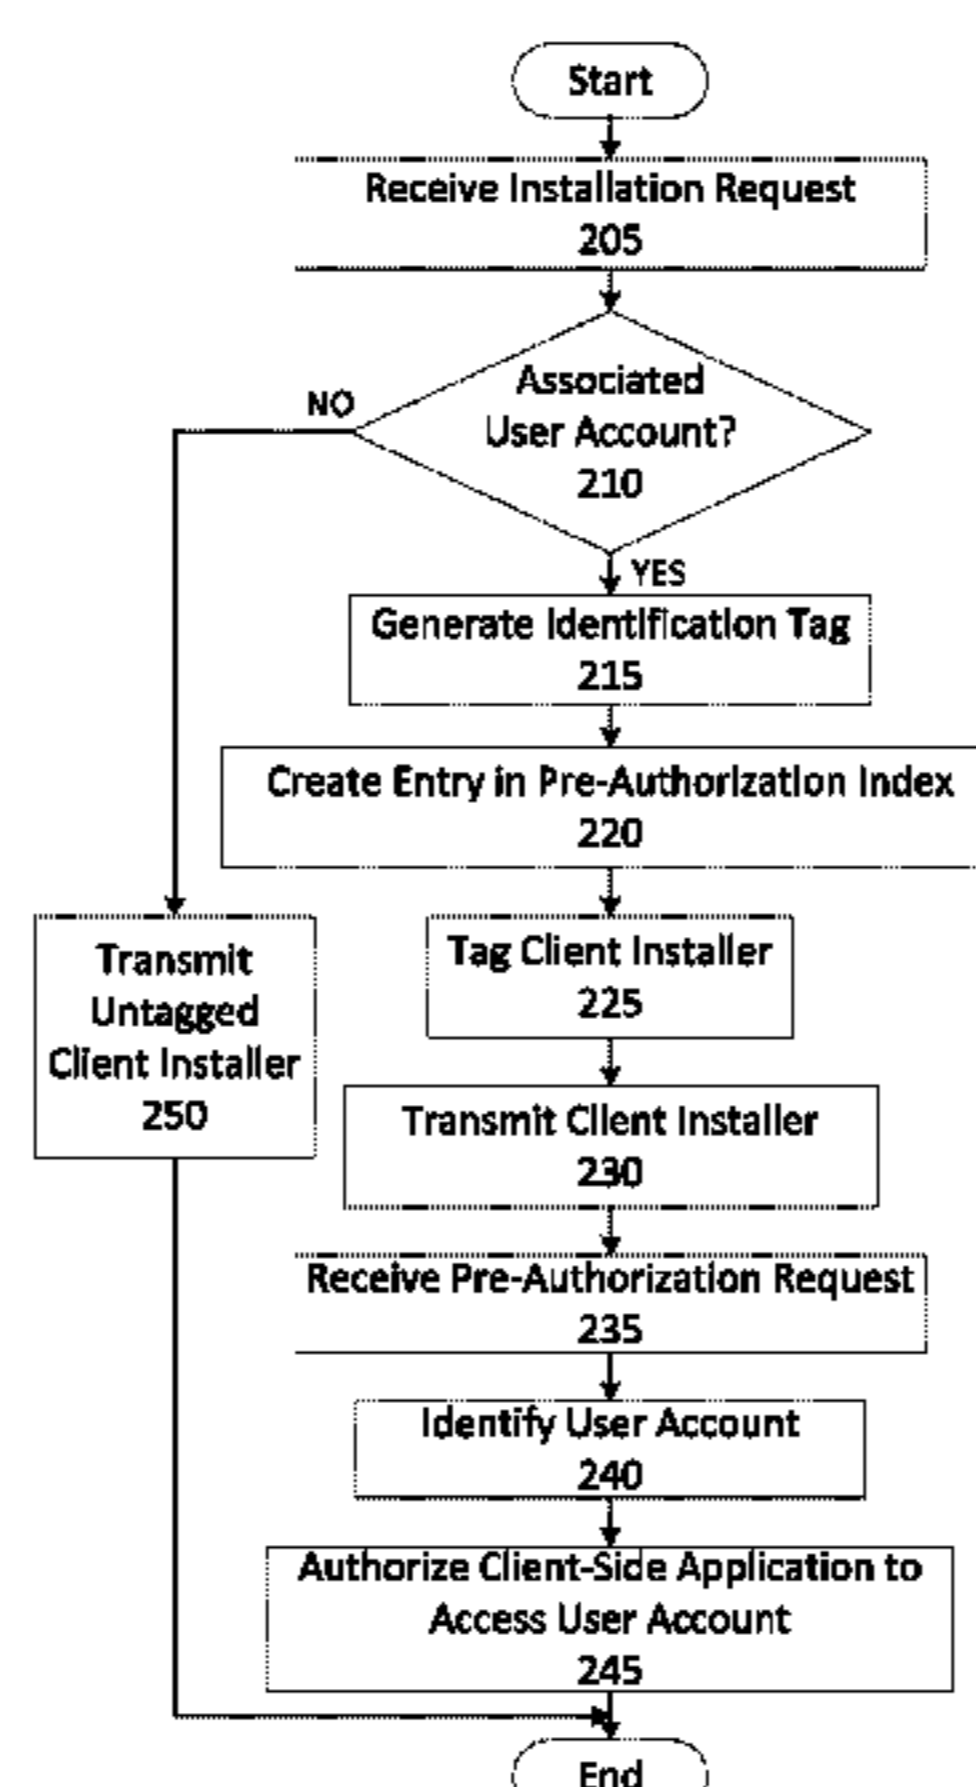 Start
Receive Installation Request
205
Associated
User Account?
210
NO
YES
Generate Identification Tag
215
Create Entry in Pre-Authorization Index
220
Tag Client Installer
225
Transmit
Untagged
Client Installer
250
Transmit Client Installer
230
Receive Pre-Authorization Request
235
Identify User Account
240
Authorize Client-Side Application to
Access User Account
245
End